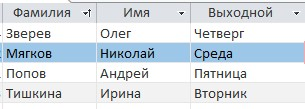 Фамилия Имя Выходной
Зверев Олег Четверг
Мягков Николай Среда
Попов Андрей Пятница
Тишкина Ирина Вторник